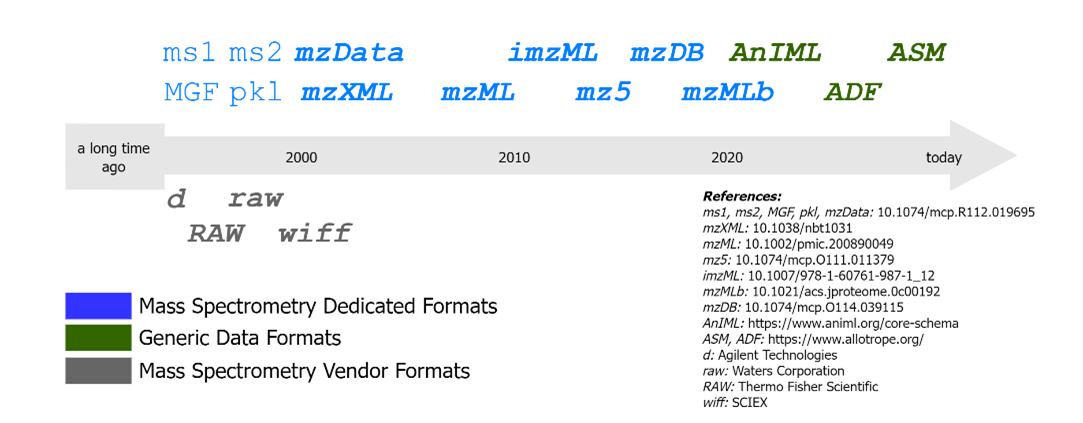 ms1 ms2 mzData imzML mzDB AnIML ASM
MGF pkl mzXML mzML mz5 mzMLb ADF
a long time
ago
2000 2010 2020 today
d raw
RAW wiff
Mass Spectrometry Dedicated Formats
Generic Data Formats
Mass Spectrometry Vendor Formats
References:
ms1, ms2, MGF, pkl, mzData: 10.1074/mcp.R112.019695
mzXML: 10.1038/nbt1031
mzML: 10.1002/pmic.200890049
mz5: 10.1074/mcp.O111.011379
imzML: 10.1007/978-1-60761-987-1_12
mzMLb: 10.1021/acs.jproteome.0c00192
mzDB: 10.1074/mcp.O114.039115
AnIML: https://www.animl.org/core-schema
ASM, ADF: https://www.allotrope.org/
d: Agilent Technologies
raw: Waters Corporation
RAW: Thermo Fisher Scientific
wiff: SCIEX